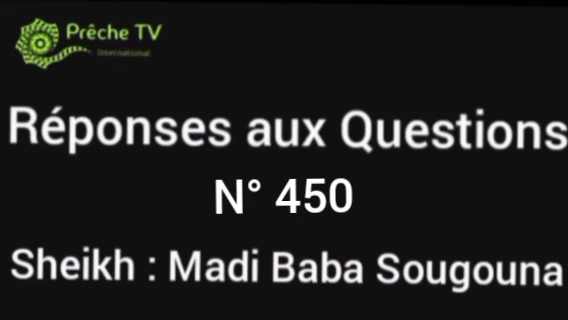 Prêche TV
International
Réponses aux Questions
N° 450
Sheikh : Madi Baba Sougouna